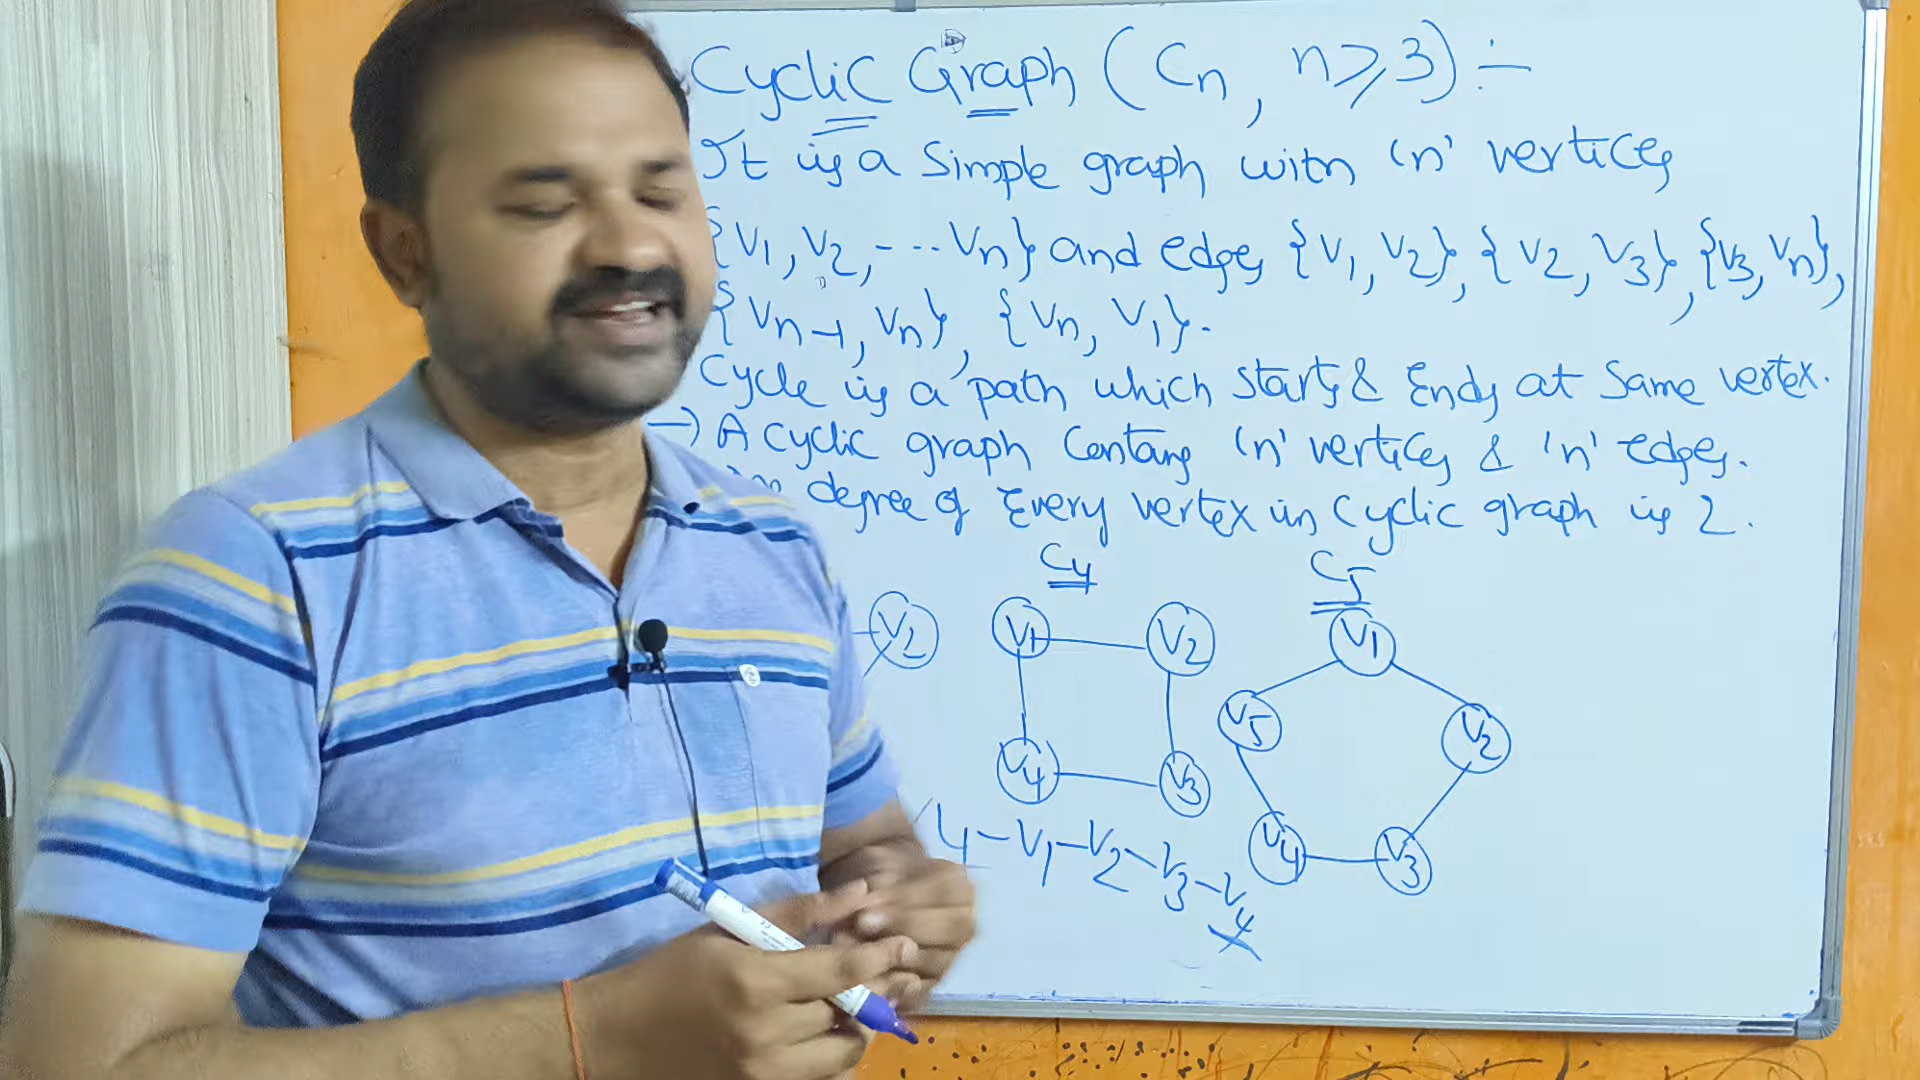 Cyclic Graph (Cn, n≥3) :-
It is a Simple graph with 'n' vertices
{V1, V2, --- Vn} and edges {V1, V2}, {V2, V3}, {V3, Vn},
{Vn-1, Vn}, {Vn, V1}.
Cycle is a path which starts & Ends at Same vertex.
→ A cyclic graph Contains 'n' vertices & 'n' edges.
degree of Every vertex in cyclic graph is 2.
C4 C5
V2 V1 V2 V1
V5 V2
V4 V3
V4 V3
4-V1-V2-V3-V4